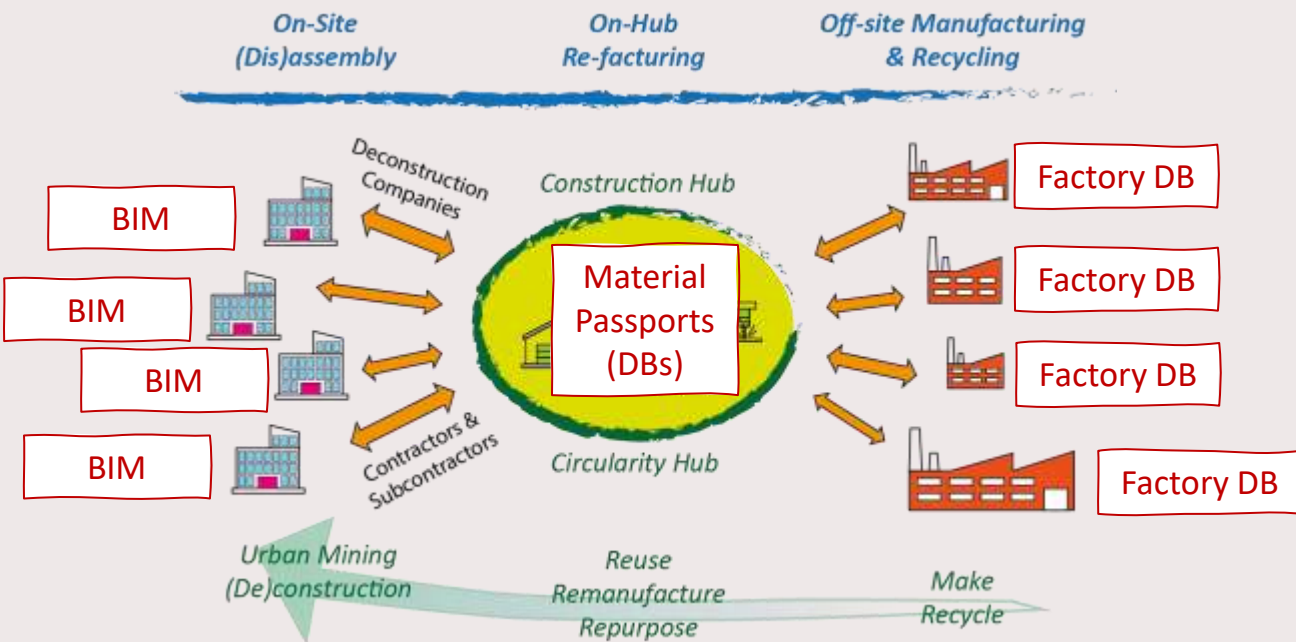 On-Site
(Dis)assembly
On-Hub
Re-facturing
Off-site Manufacturing
& Recycling
Deconstruction
Companies
Construction Hub
BIM
BIM
BIM
BIM
Material
Passports
(DBs)
Factory DB
Factory DB
Factory DB
Factory DB
Contractors &
Subcontractors
Circularity Hub
Urban Mining
(De)construction
Reuse
Remanufacture
Repurpose
Make
Recycle